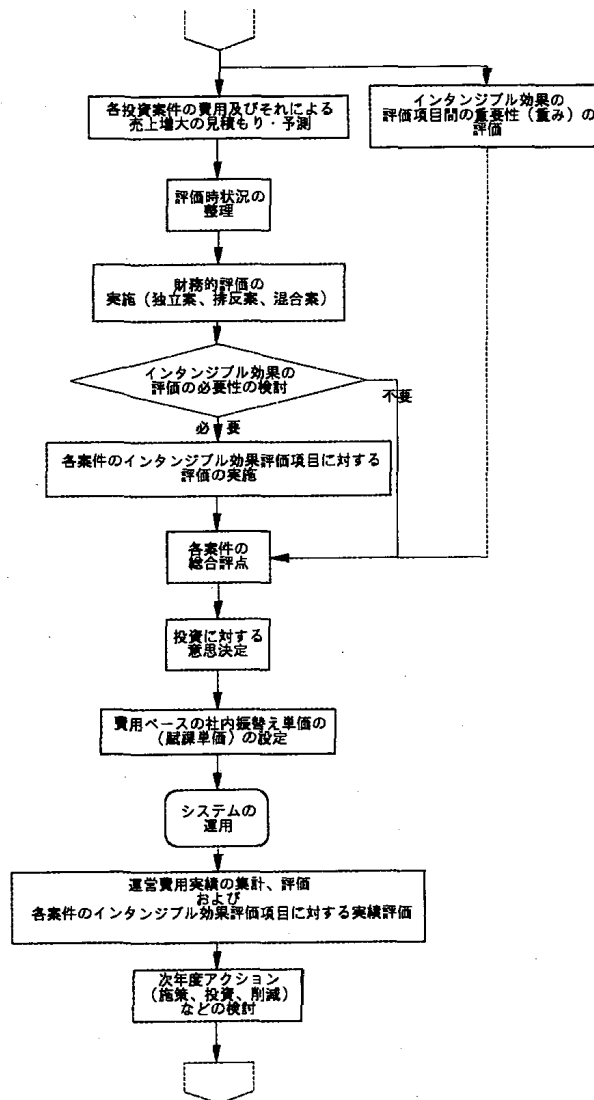 各投資案件の費用及びそれによる
売上増大の見積もり・予測
インタンジブル効果の
評価項目間の重要性（重み）の
評価
評価時状況の
整理
財務的評価の
実施（独立案、排反案、混合案）
インタンジブル効果の
評価の必要性の検討
不要
必要
各案件のインタンジブル効果評価項目に対する
評価の実施
各案件の
総合評点
投資に対する
意思決定
費用ベースの社内振替え単価の
（賦課単価）の設定
システムの
運用
運営費用実績の集計、評価
および
各案件のインタンジブル効果評価項目に対する実績評価
次年度アクション
（施策、投資、削減）
などの検討